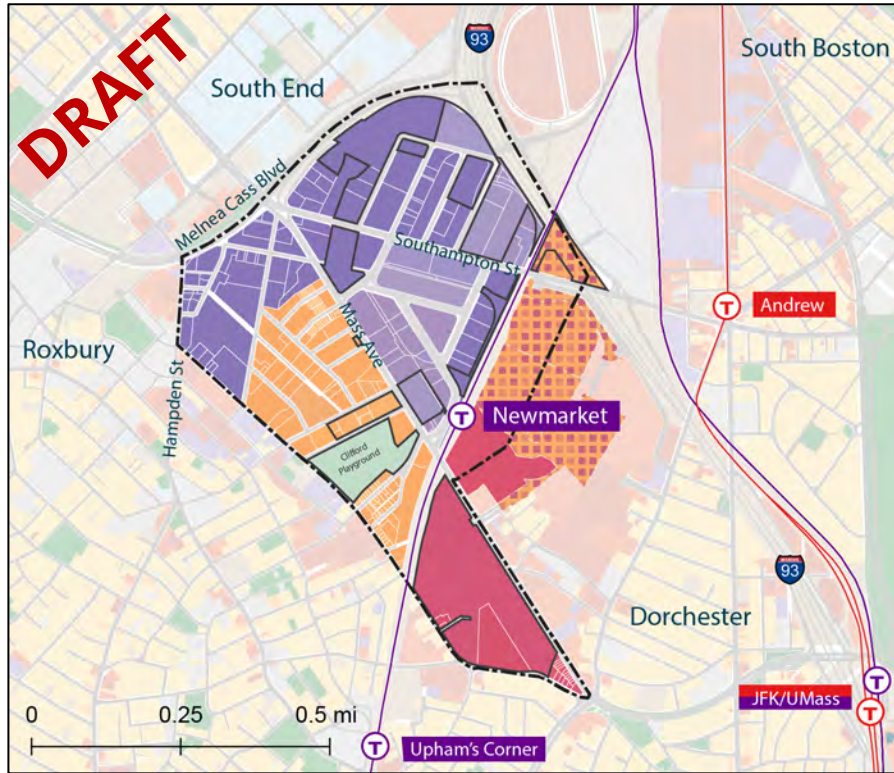 DRAFT
South End
93
South Boston
Melnea Cass Blvd
Southampton St
Andrew
T
Mass Ave
Roxbury
Hampden St
T
Newmarket
Clifford
Playground
93
Dorchester
0
0.25
0.5 mi
T
JFK/UMass
T
T
Upham's Corner